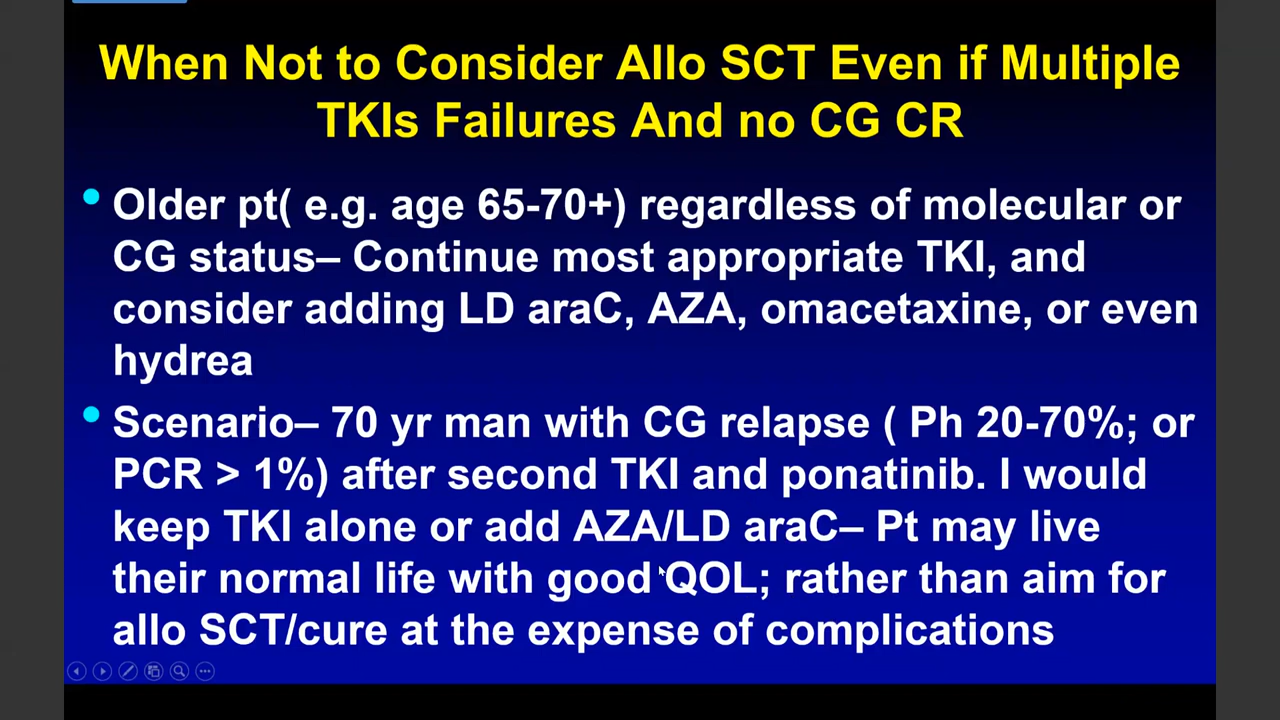 When Not to Consider Allo SCT Even if Multiple
TKIs Failures And no CG CR
• Older pt( e.g. age 65-70+) regardless of molecular or
CG status– Continue most appropriate TKI, and
consider adding LD araC, AZA, omacetaxine, or even
hydrea
• Scenario– 70 yr man with CG relapse ( Ph 20-70%; or
PCR > 1%) after second TKI and ponatinib. I would
keep TKI alone or add AZA/LD araC– Pt may live
their normal life with good QOL; rather than aim for
allo SCT/cure at the expense of complications